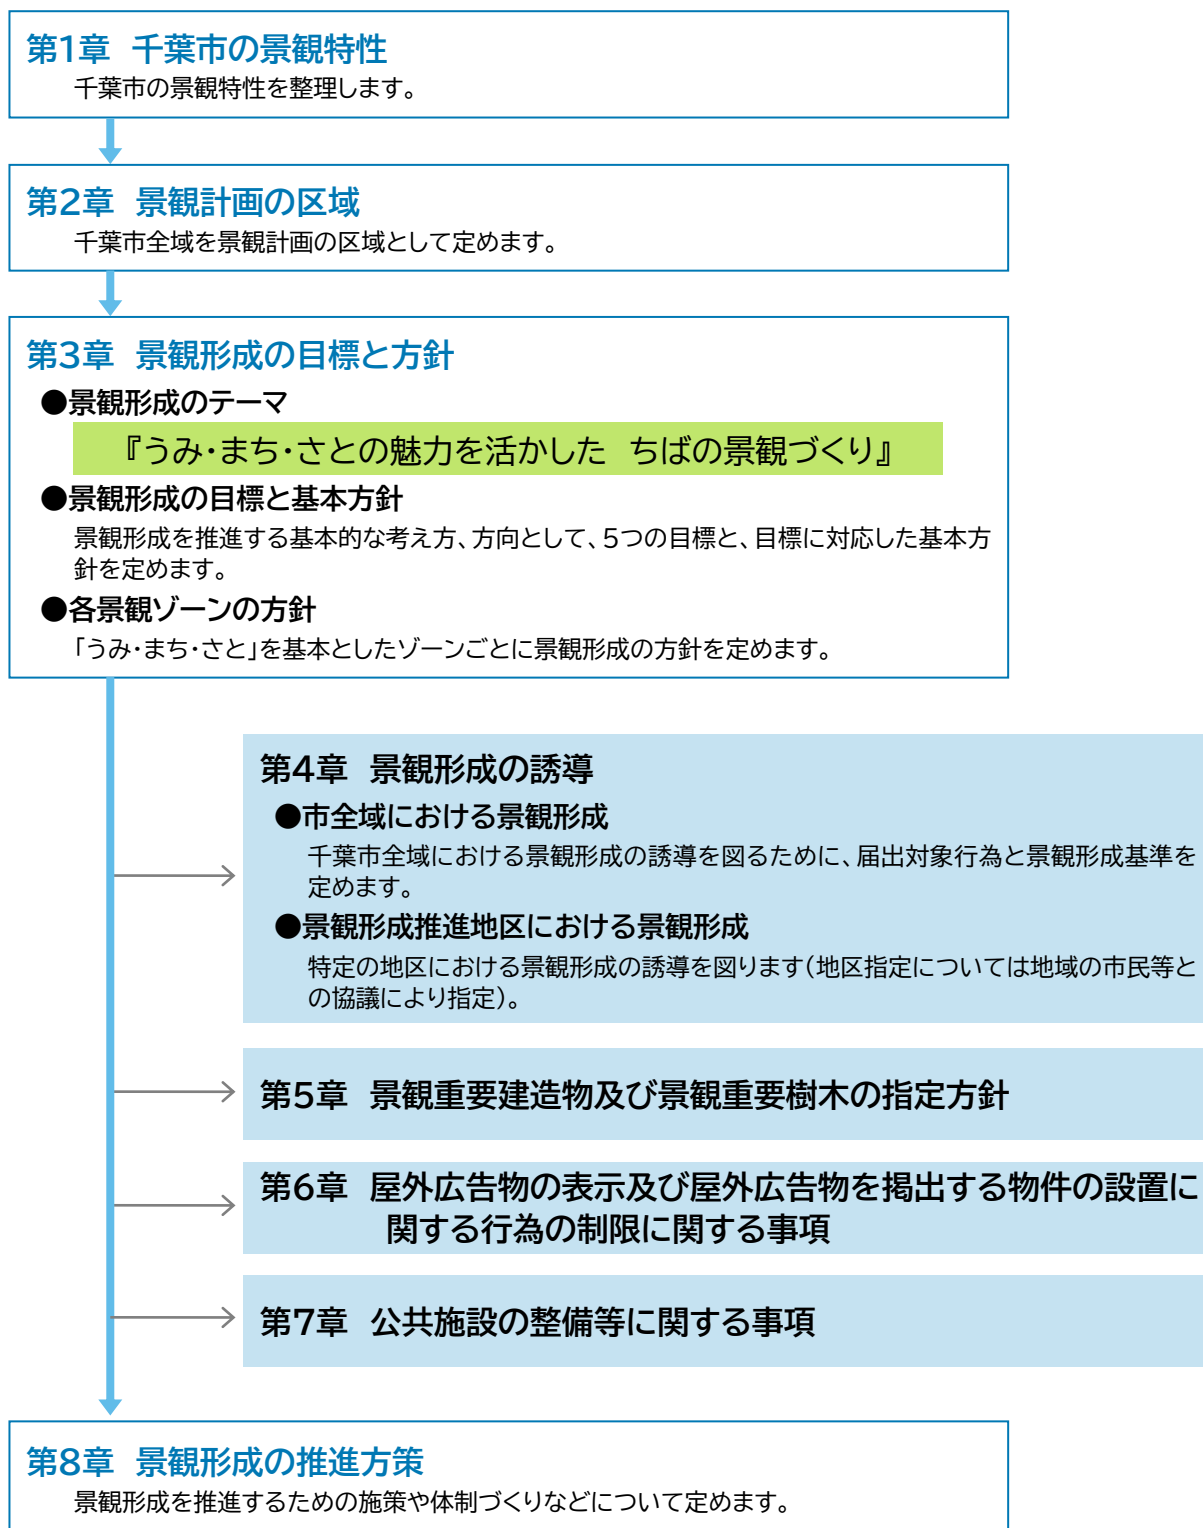 第1章 千葉市の景観特性
千葉市の景観特性を整理します。
第2章 景観計画の区域
千葉市全域を景観計画の区域として定めます。
第3章 景観形成の目標と方針
●景観形成のテーマ
『うみ・まち・さとの魅力を活かした ちばの景観づくり』
●景観形成の目標と基本方針
景観形成を推進する基本的な考え方、方向として、5つの目標と、目標に対応した基本方
針を定めます。
●各景観ゾーンの方針
「うみ・まち・さと」を基本としたゾーンごとに景観形成の方針を定めます。
第4章 景観形成の誘導
●市全域における景観形成
千葉市全域における景観形成の誘導を図るために、届出対象行為と景観形成基準を
定めます。
●景観形成推進地区における景観形成
特定の地区における景観形成の誘導を図ります(地区指定については地域の市民等と
の協議により指定)。
第5章 景観重要建造物及び景観重要樹木の指定方針
第6章 屋外広告物の表示及び屋外広告物を掲出する物件の設置に
関する行為の制限に関する事項
第7章 公共施設の整備等に関する事項
第8章 景観形成の推進方策
景観形成を推進するための施策や体制づくりなどについて定めます。